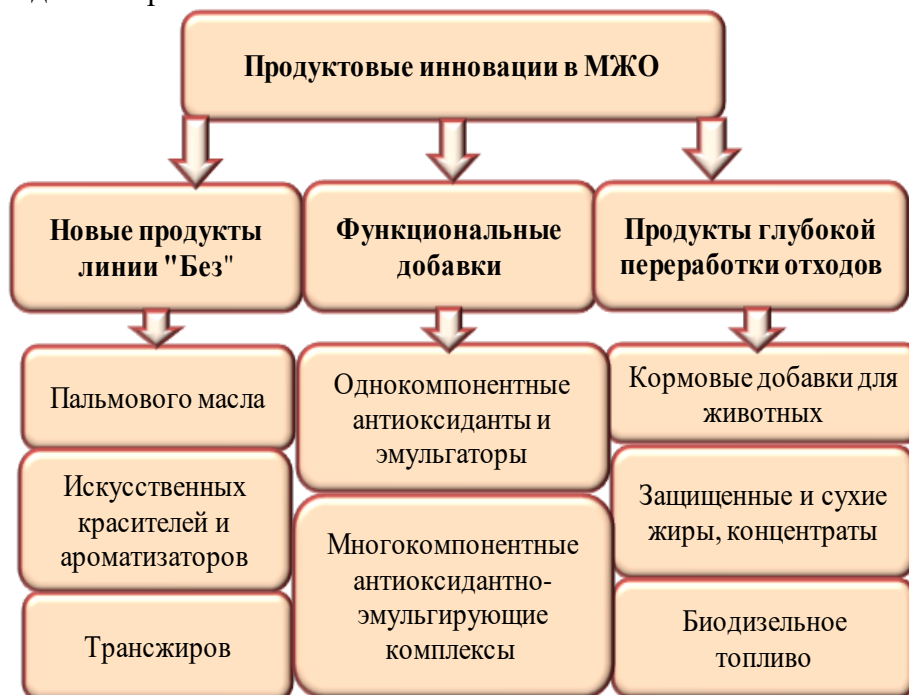 Продуктовые инновации в МЖО
Новые продукты
линии "Без"
Функциональные
добавки
Продукты глубокой
переработки отходов
Пальмового масла
Искусственных
красителей и
ароматизаторов
Трансжиров
Однокомпонентные
антиоксиданты и
эмульгаторы
Многокомпонентные
антиоксидантно-
эмульгирующие
комплексы
Кормовые добавки для
животных
Защищенные и сухие
жиры, концентраты
Биодизельное
топливо